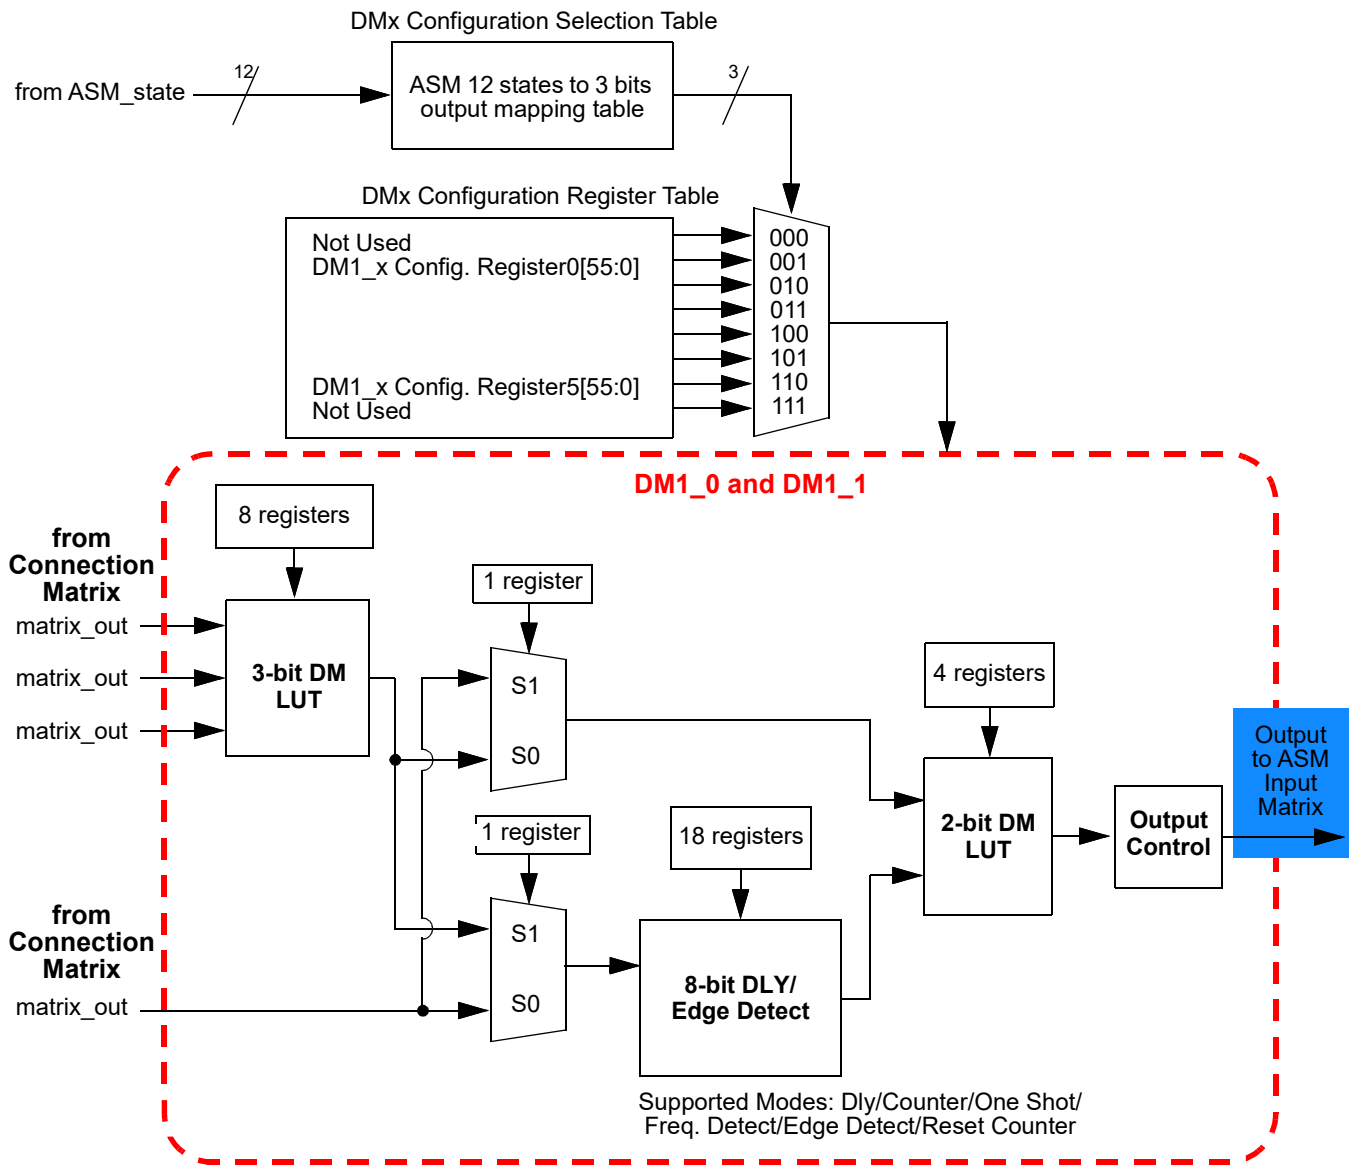 DMx Configuration Selection Table
from ASM_state
12
ASM 12 states to 3 bits
output mapping table
3
DMx Configuration Register Table
Not Used
DM1_x Config. Register0[55:0]
DM1_x Config. Register5[55:0]
Not Used
000
001
010
011
100
101
110
111
DM1_0 and DM1_1
8 registers
from
Connection
Matrix
matrix_out
matrix_out
matrix_out
3-bit DM
LUT
1 register
S1
S0
4 registers
2-bit DM
LUT
Output
Control
Output
to ASM
Input
Matrix
1 register
18 registers
from
Connection
Matrix
matrix_out
S1
S0
8-bit DLY/
Edge Detect
Supported Modes: Dly/Counter/One Shot/
Freq. Detect/Edge Detect/Reset Counter